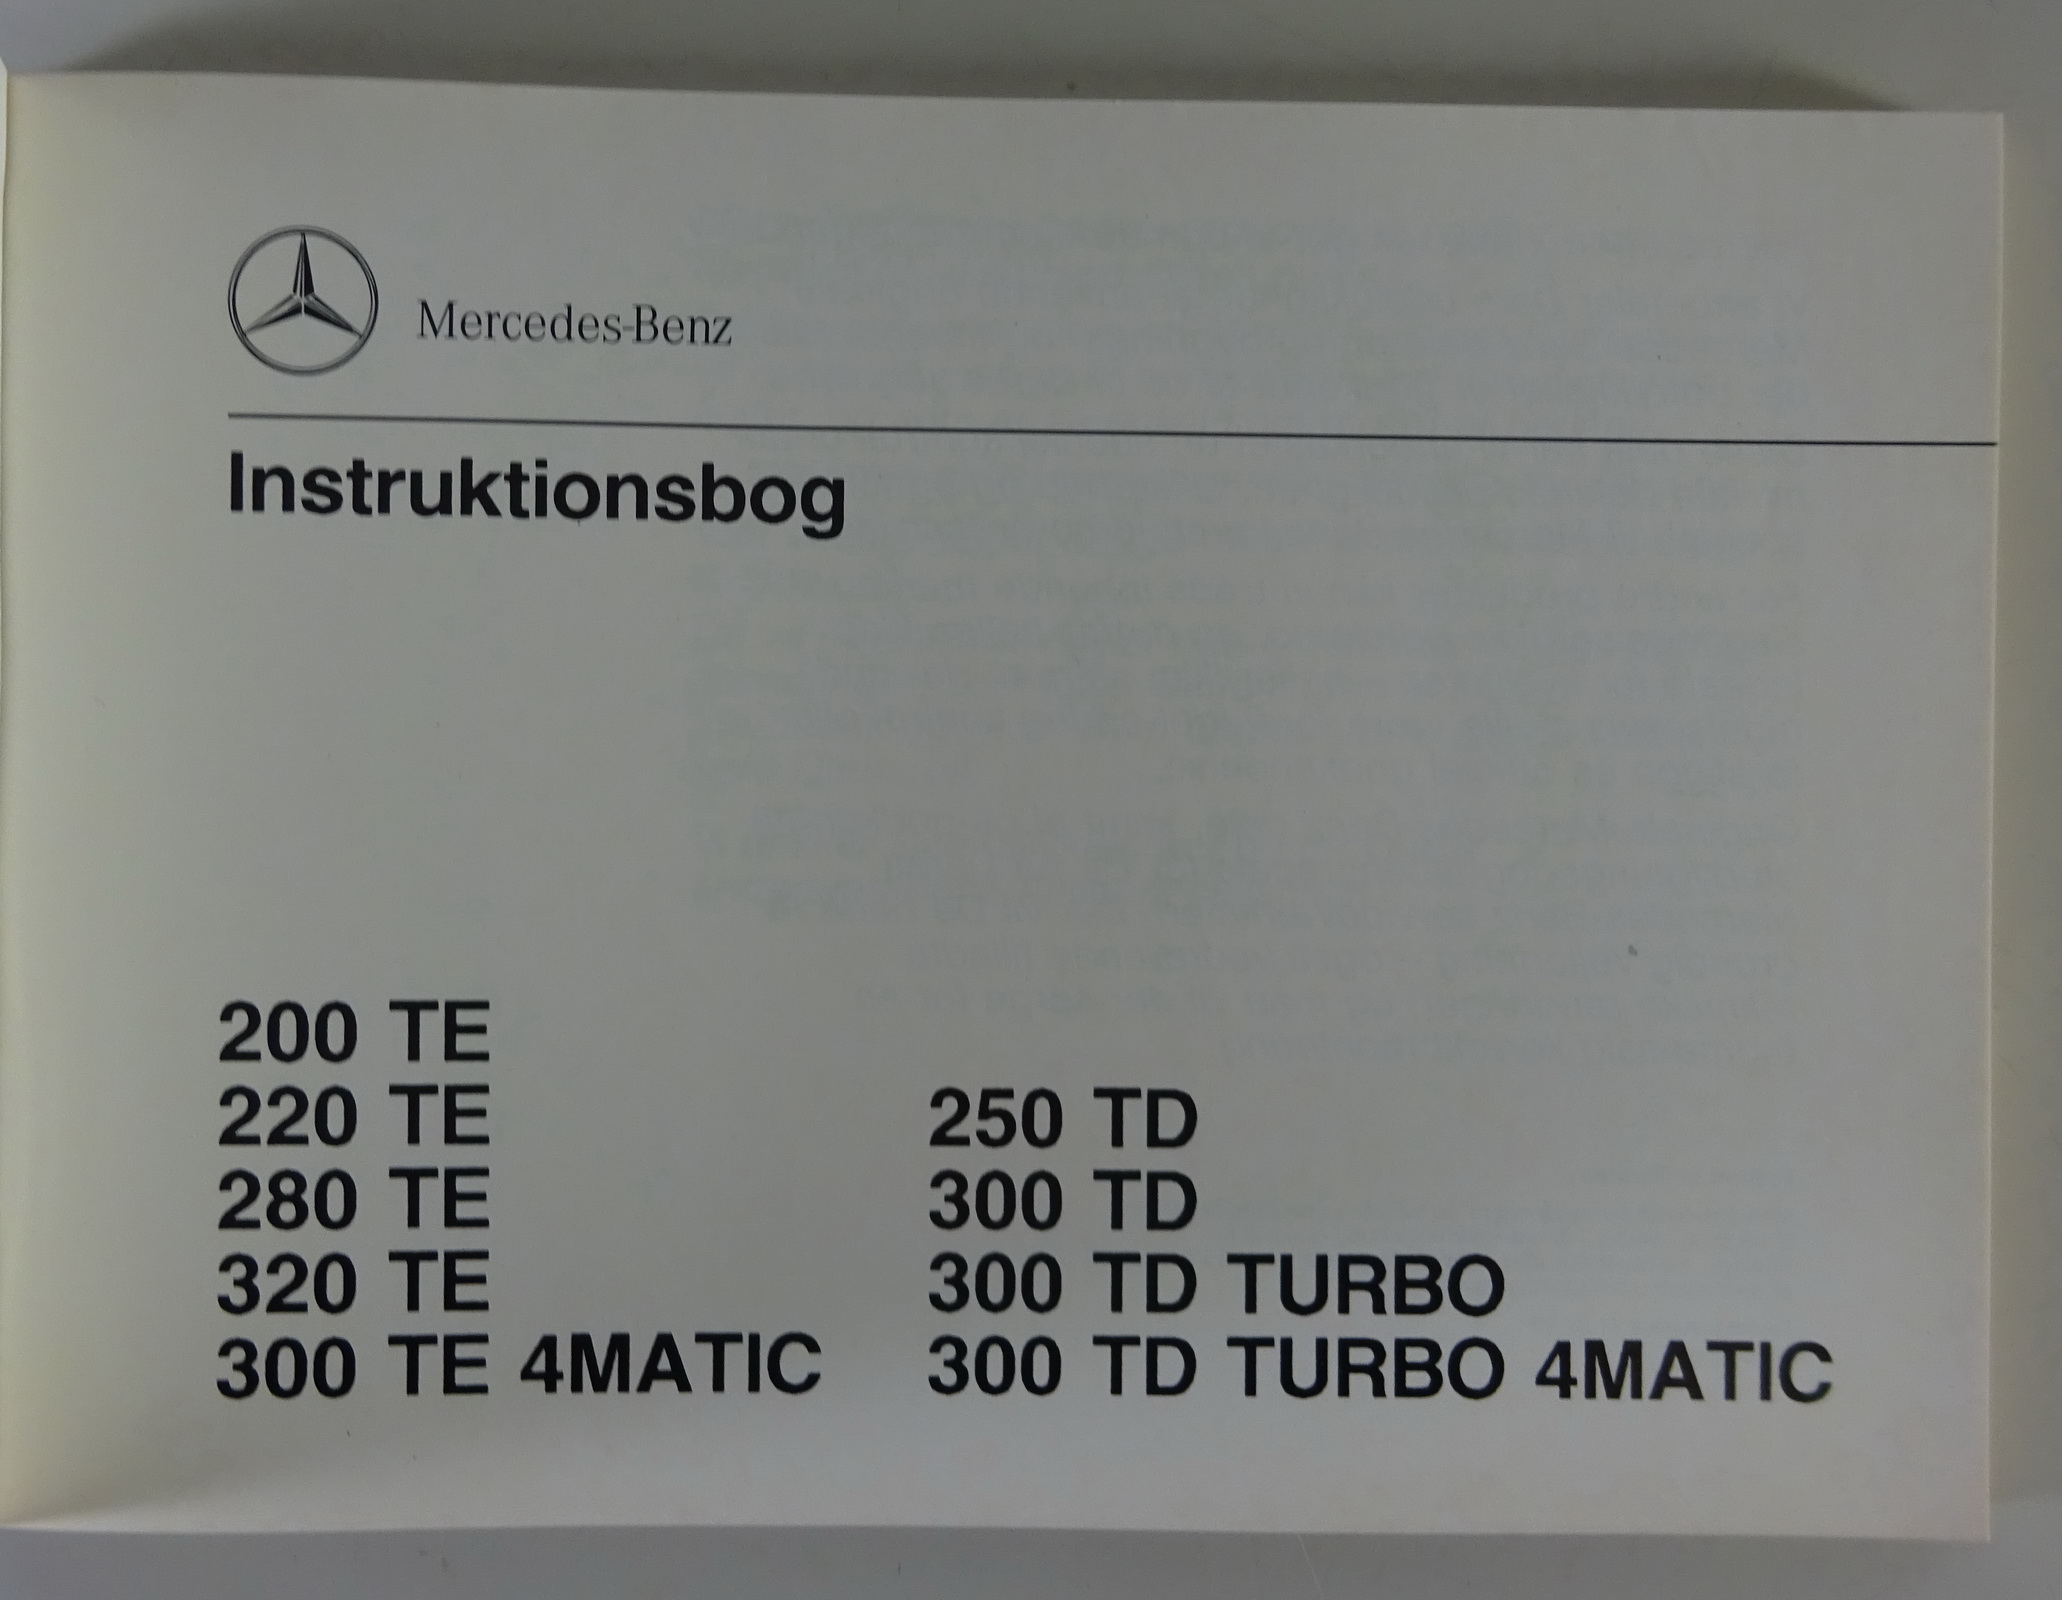 Mercedes-Benz
Instruktionsbog
200 TE
220 TE
280 TE
320 TE
300 TE 4MATIC
250 TD
300 TD
300 TD TURBO
300 TD TURBO 4MATIC